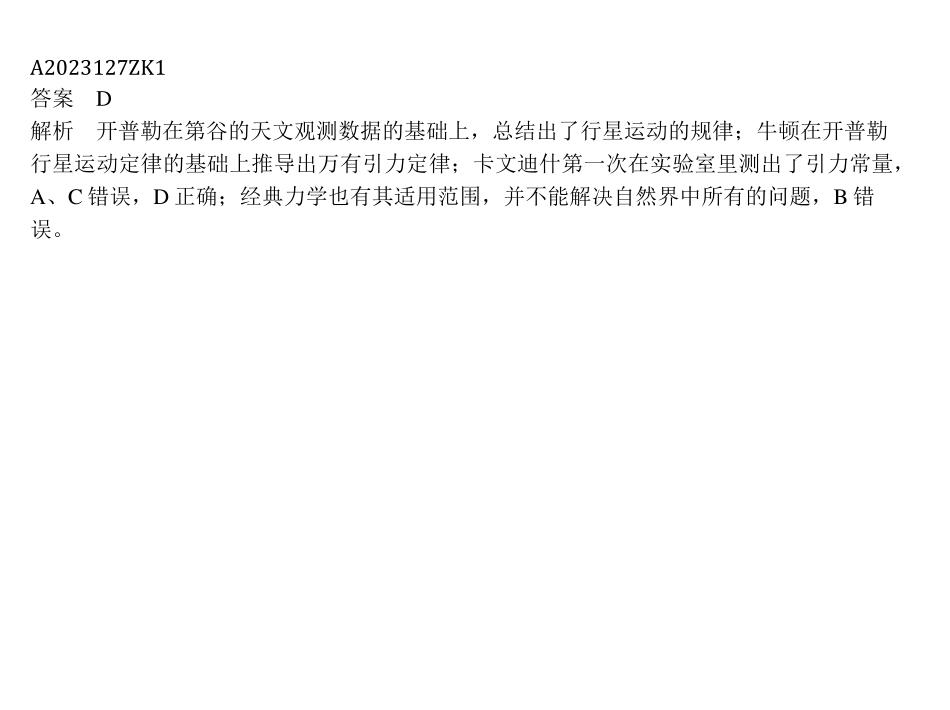 A2023127ZK1
答案　D
解析　开普勒在第谷的天文观测数据的基础上，总结出了行星运动的规律；牛顿在开普勒
行星运动定律的基础上推导出万有引力定律；卡文迪什第一次在实验室里测出了引力常量，
A、C 错误，D 正确；经典力学也有其适用范围，并不能解决自然界中所有的问题，B 错
误。